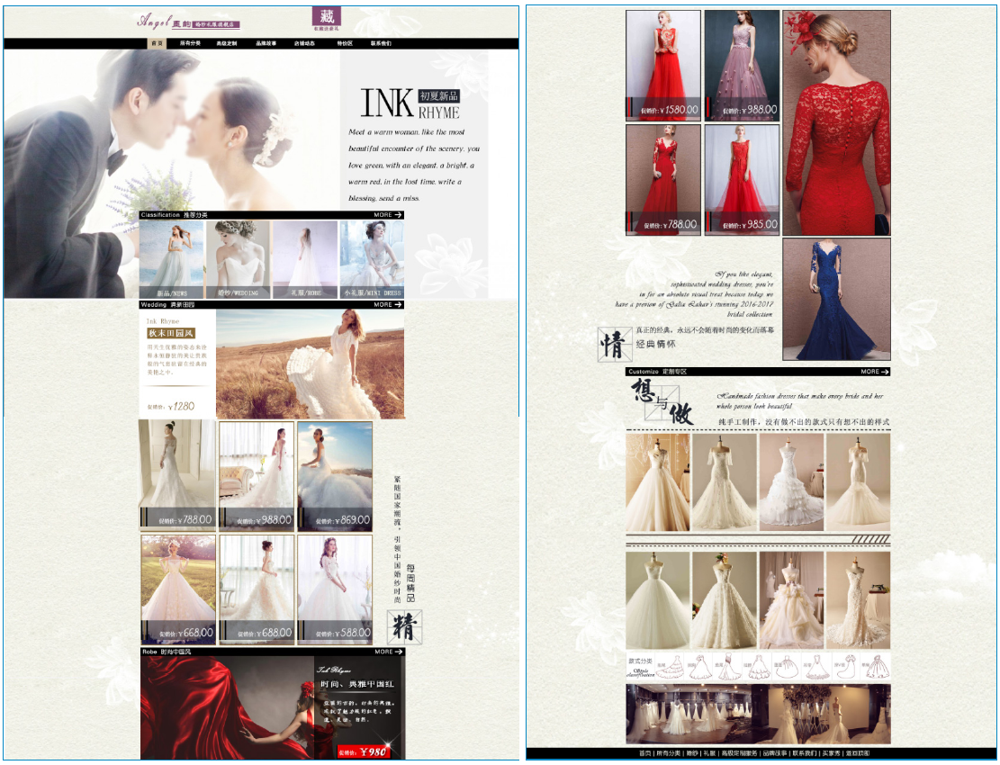 Angel
婚纱礼服旗舰店
藏
首页 所有分类 高级定制 品牌故事 店铺动态 特价区 联系我们
INK
初夏新品
RHYME
Meet a warm woman, like the most
beautiful encounter of the scenery, you
love green, with an elegant, a bright, a
warm red, in the lost time, write a
blessing, send a miss.
Classification 推荐分类 MORE
新品/NEWS
婚纱/WEDDING
礼服/ROBE
小礼服/MINI DRESS
Wedding 清新田园 MORE
Ink Rhyme
秋末田园风
促销价:￥1280
促销价:￥788.00
促销价:￥988.00
促销价:￥869.00
紧随国家潮流，引领中国婚纱时尚
促销价:￥668.00
促销价:￥688.00
促销价:￥588.00
每周精品
精
Robe 时尚中国风 MORE
Ink Rhyme
时尚、典雅中国红
促销价:￥980
促销价:￥1580.00
促销价:￥988.00
促销价:￥788.00
促销价:￥985.00
If you like elegant,
sophisticated wedding dresses, you're
in for an absolute visual treat because today we
have a preview of Galia Lahav's stunning 2016-2017
bridal collection
情
真正的经典，永远不会随着时尚的变化而落幕
经典情怀
Customize 定制专区 MORE
想
与
做
Handmade fashion dresses that make every bride and her
whole person look beautiful
纯手工制作，没有做不出的款式只有想不出的样式
款式分类
Style
classification
首页 | 所有分类 | 婚纱 | 礼服 | 高级定制服务 | 品牌故事 | 联系我们 | 买家秀 | 返回顶部